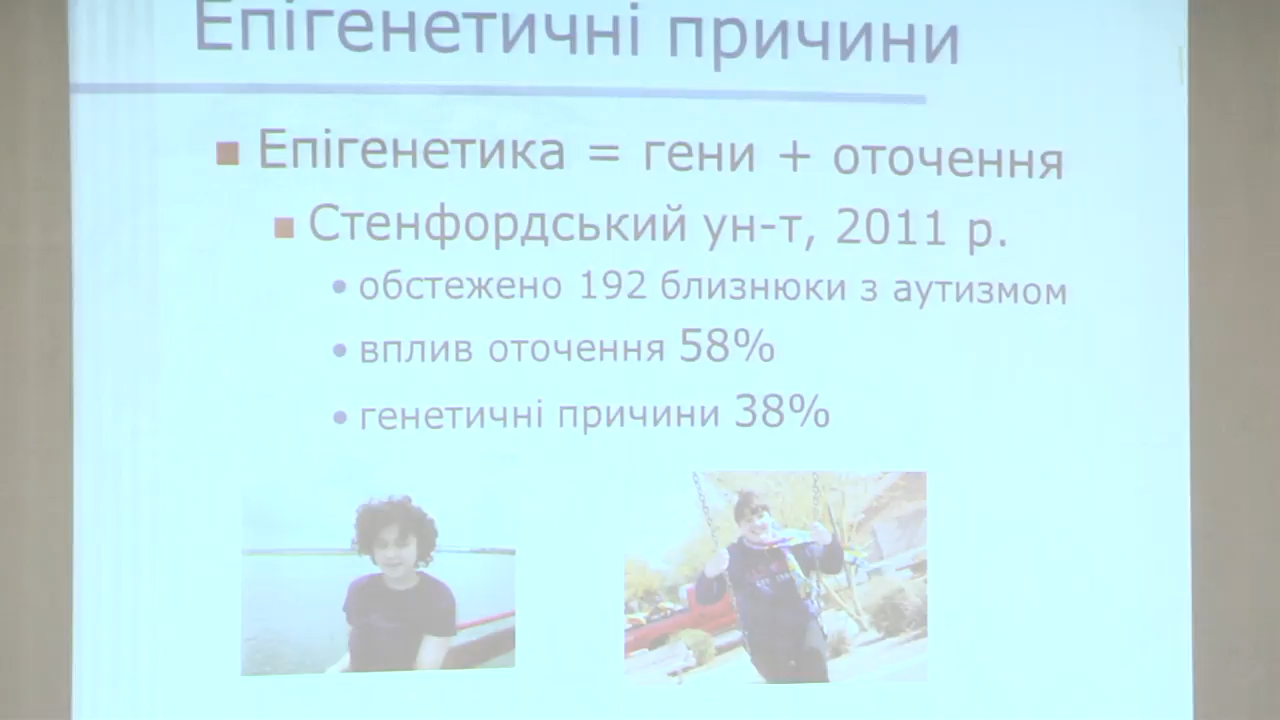 Епігенетичні причини
Епігенетика = гени + оточення
Стенфордський ун-т, 2011 р.
обстежено 192 близнюки з аутизмом
вплив оточення 58%
генетичні причини 38%